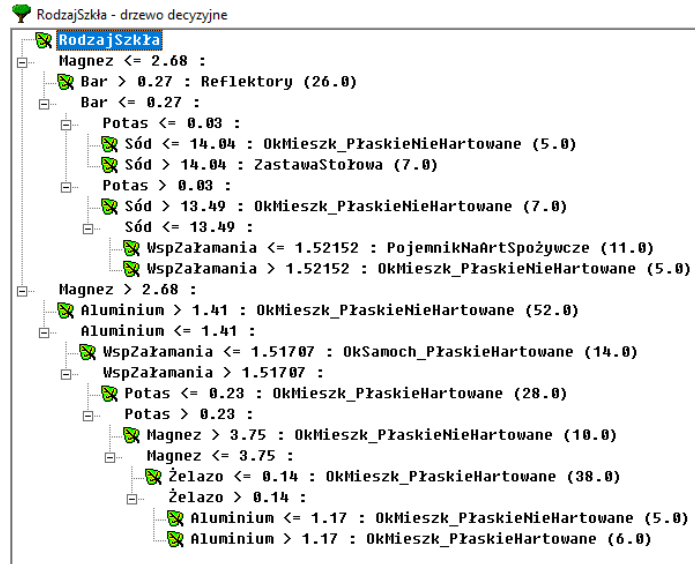 RodzajSzkła - drzewo decyzyjne
RodzajSzkła
Magnez <= 2.68 :
Bar > 0.27 : Reflektory (26.0)
Bar <= 0.27 :
Potas <= 0.03 :
Sód <= 14.04 : OkMieszk_PłaskieNieHartowane (5.0)
Sód > 14.04 : ZastawaStołowa (7.0)
Potas > 0.03 :
Sód > 13.49 : OkMieszk_PłaskieNieHartowane (7.0)
Sód <= 13.49 :
WspZałamania <= 1.52152 : PojemnikNaArtSpożywcze (11.0)
WspZałamania > 1.52152 : OkMieszk_PłaskieNieHartowane (5.0)
Magnez > 2.68 :
Aluminium > 1.41 : OkMieszk_PłaskieNieHartowane (52.0)
Aluminium <= 1.41 :
WspZałamania <= 1.51707 : OkSamoch_PłaskieHartowane (14.0)
WspZałamania > 1.51707 :
Potas <= 0.23 : OkMieszk_PłaskieHartowane (28.0)
Potas > 0.23 :
Magnez > 3.75 : OkMieszk_PłaskieNieHartowane (10.0)
Magnez <= 3.75 :
Żelazo <= 0.14 : OkMieszk_PłaskieHartowane (38.0)
Żelazo > 0.14 :
Aluminium <= 1.17 : OkMieszk_PłaskieNieHartowane (5.0)
Aluminium > 1.17 : OkMieszk_PłaskieHartowane (6.0)